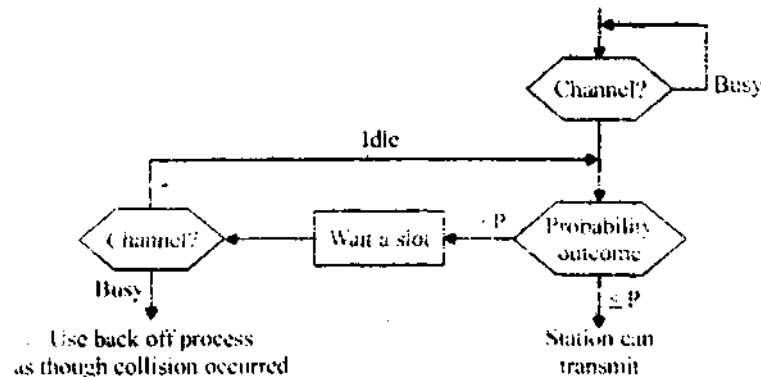 Channel?
Busy
Idle
Channel?
Wait a slot
P
Probability
outcome
Busy
≤ P
Use back off process
as though collision occurred
Station can
transmit